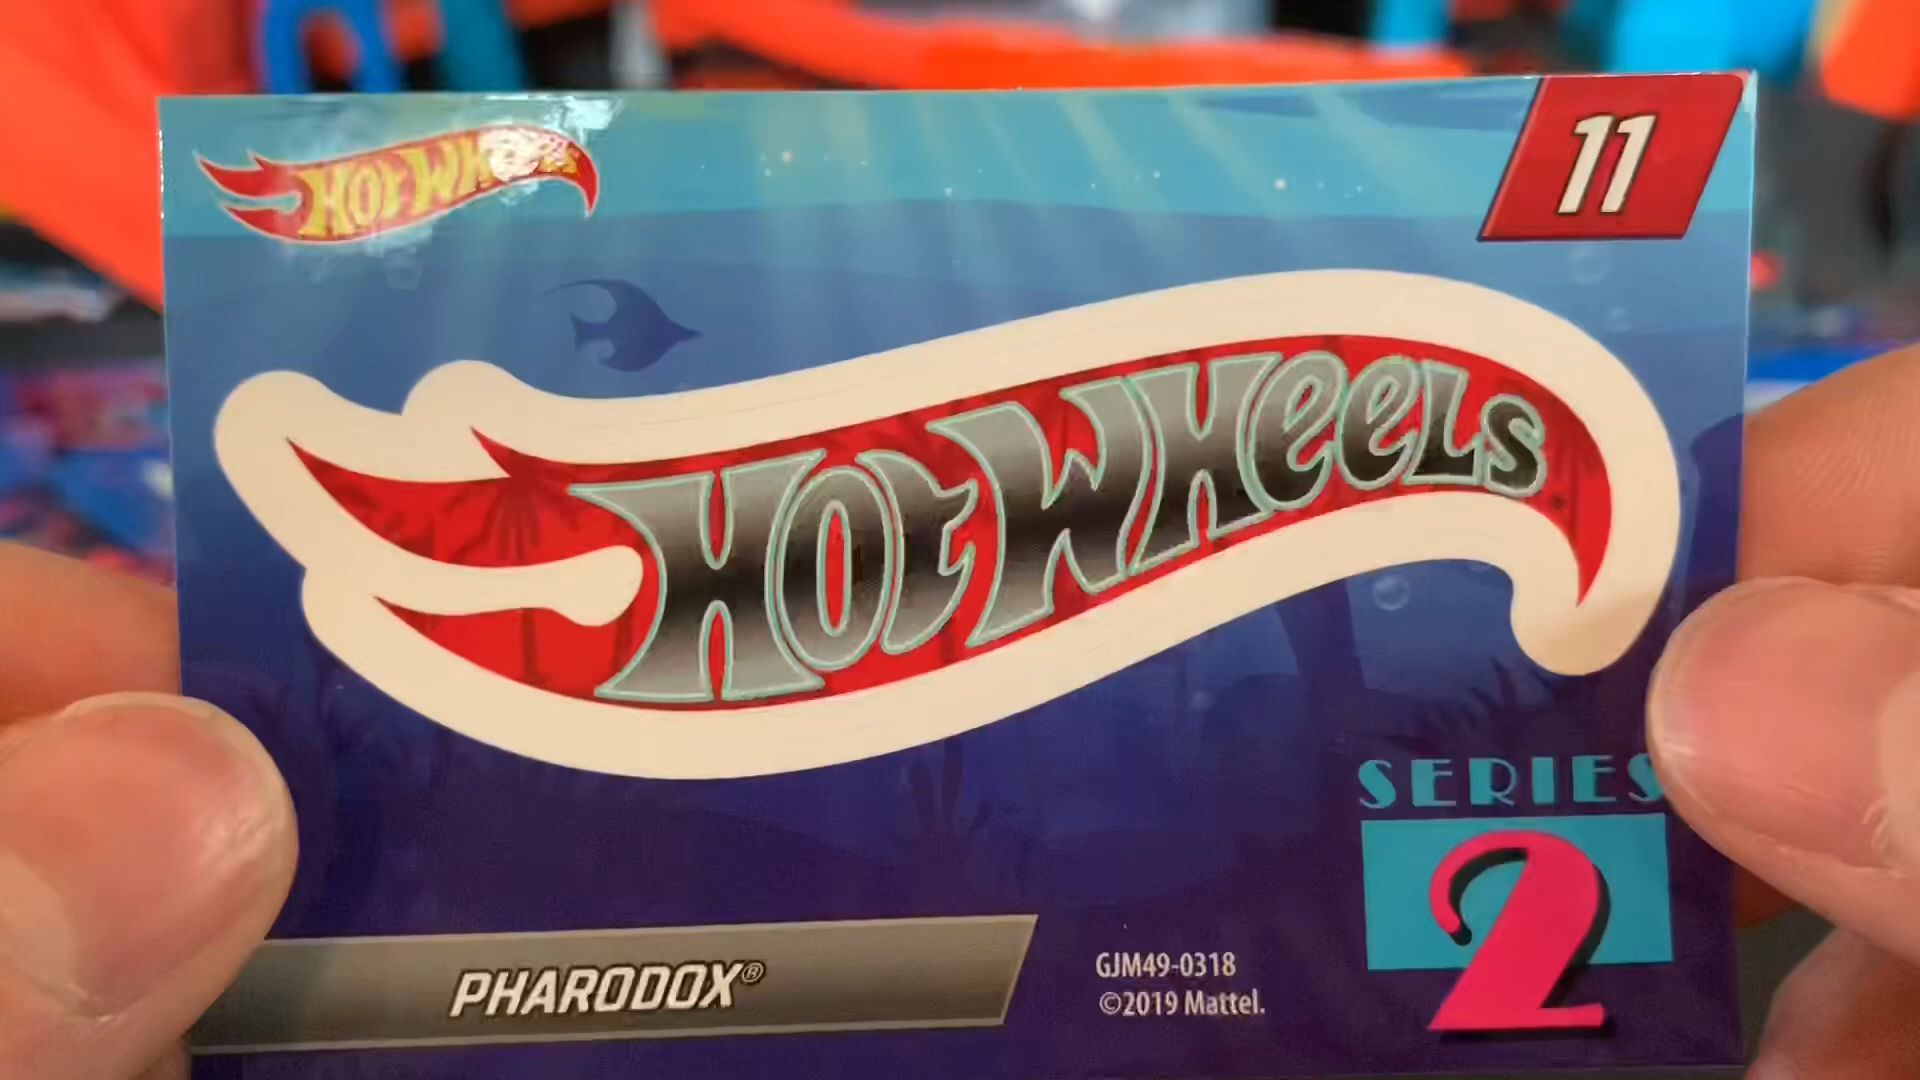 HOT WHEELS
11
HOT WHEELS
SERIES
2
PHARODOX®
GJM49-0318
©2019 Mattel.